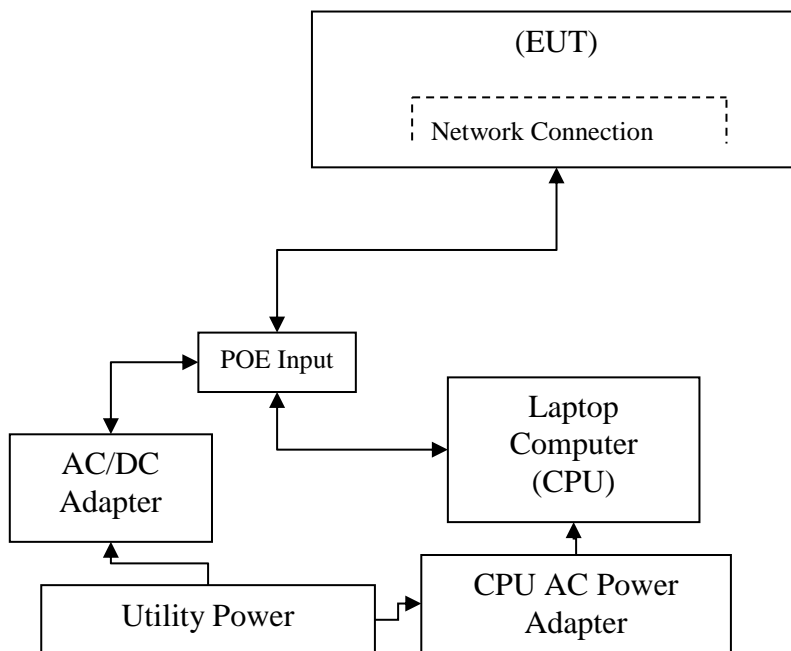 (EUT)
Network Connection
POE Input
Laptop
Computer
(CPU)
AC/DC
Adapter
Utility Power
CPU AC Power
Adapter